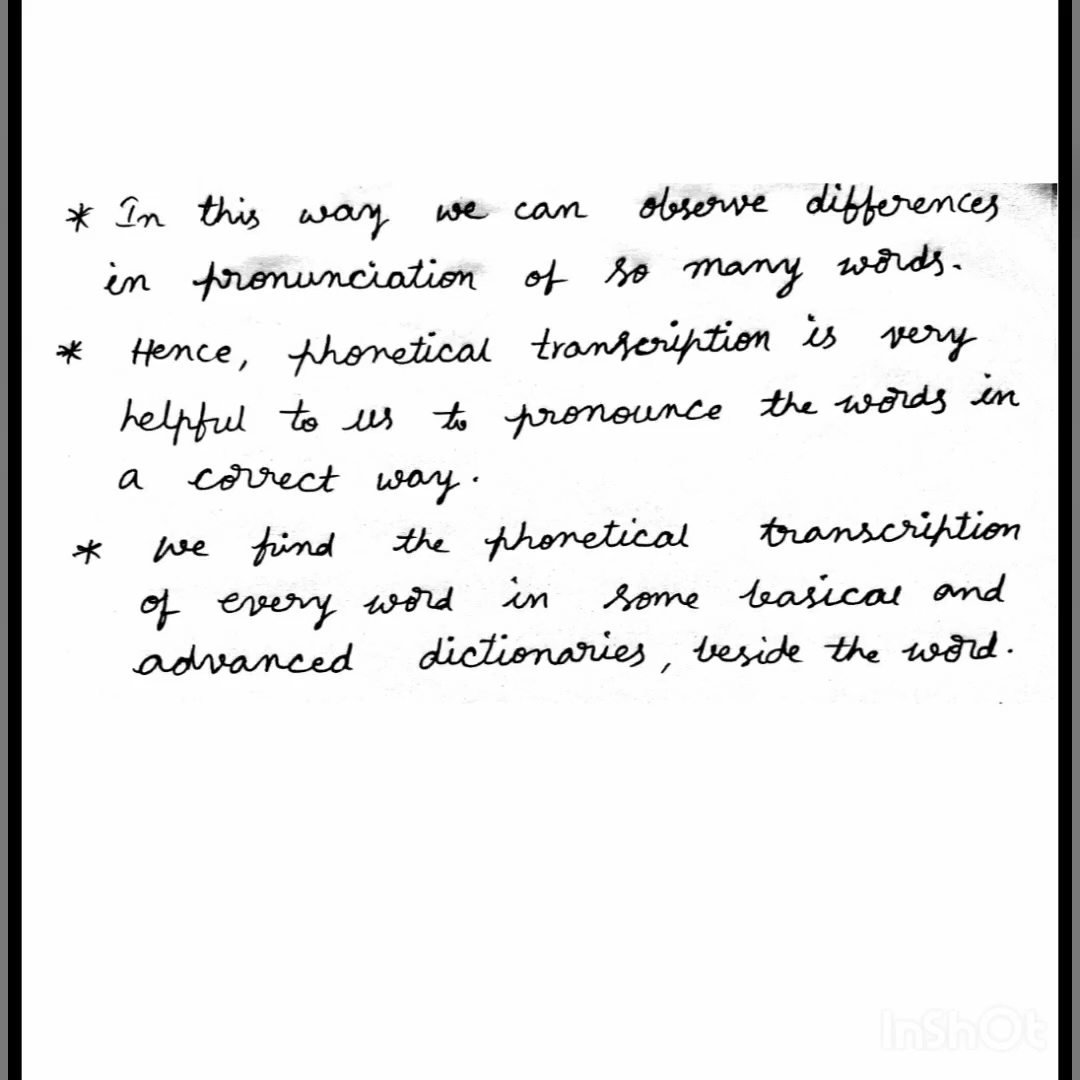 * In this way we can observe differences
in pronunciation of so many words.
* Hence, phonetical transcription is very
helpful to us to pronounce the words in
a correct way.
* We find the phonetical transcription
of every word in some basical and
advanced dictionaries, beside the word.
InShOt